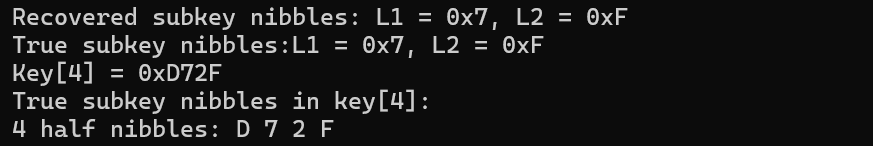 Recovered subkey nibbles: L1 = 0x7, L2 = 0xF
True subkey nibbles:L1 = 0x7, L2 = 0xF
Key[4] = 0xD72F
True subkey nibbles in key[4]:
4 half nibbles: D 7 2 F